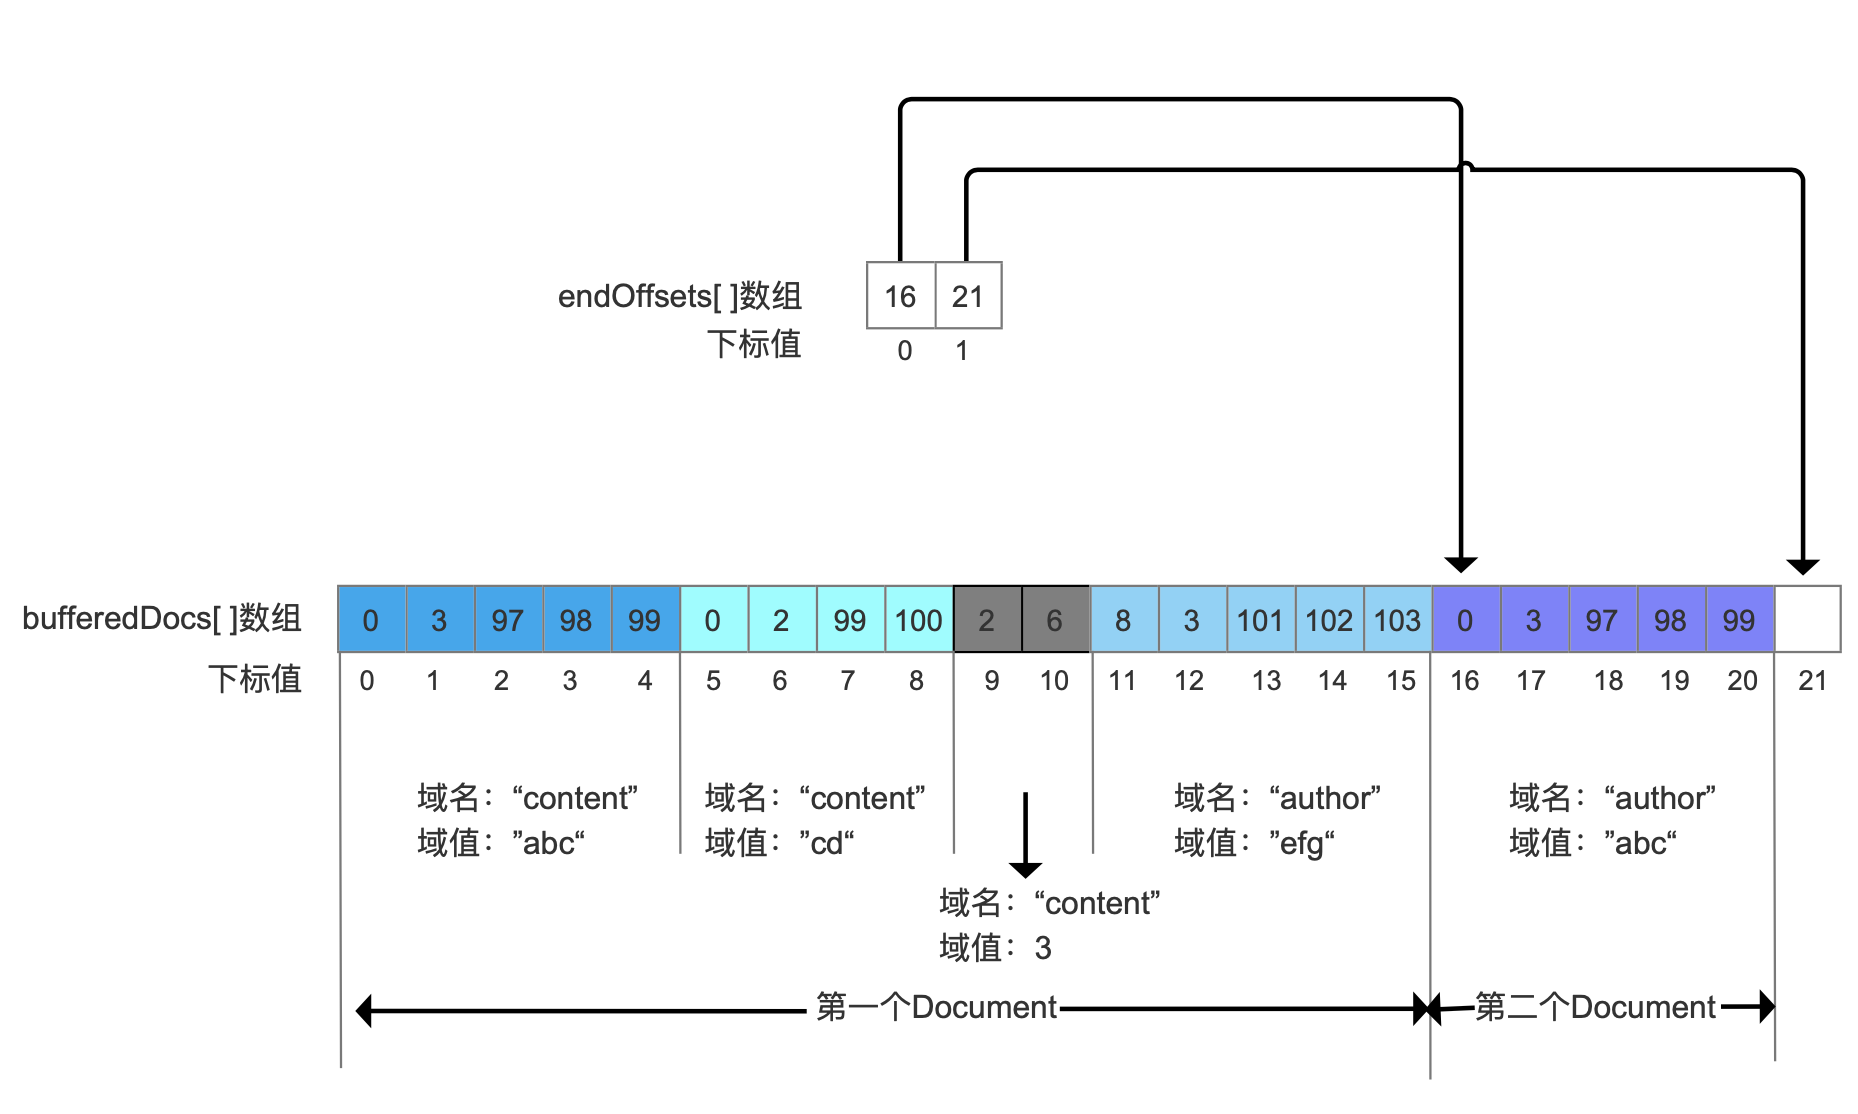 endOffsets[ ]数组 16 21
下标值 0 1
bufferedDocs[ ]数组 0 3 97 98 99 0 2 99 100 2 6 8 3 101 102 103 0 3 97 98 99
下标值 0 1 2 3 4 5 6 7 8 9 10 11 12 13 14 15 16 17 18 19 20 21
域名：“content”
域值：”abc“
域名：“content”
域值：”cd“
域名：“content”
域值：3
域名：“author”
域值：”efg“
域名：“author”
域值：”abc“
第一个Document
第二个Document